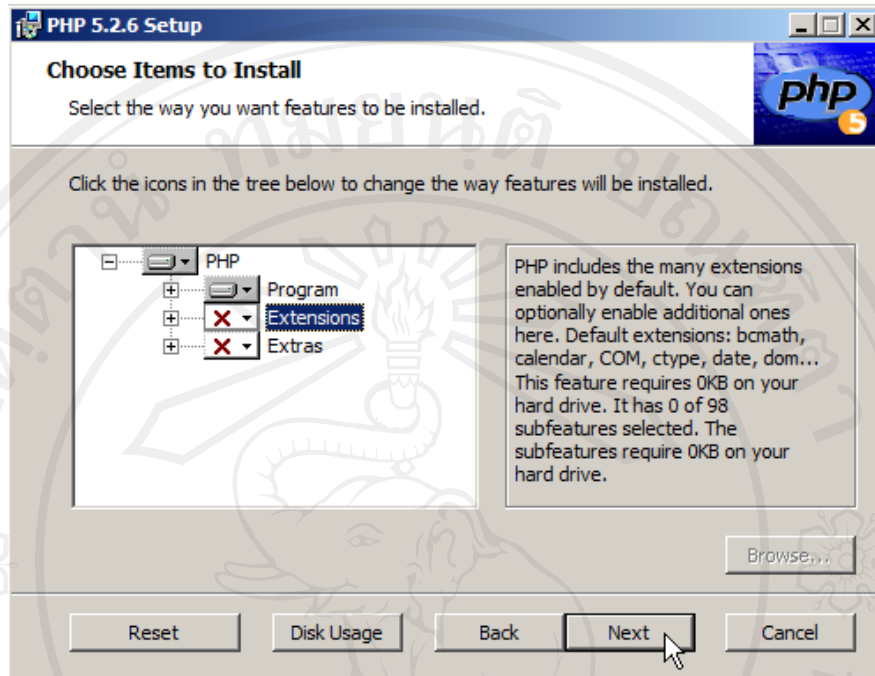 PHP 5.2.6 Setup
Choose Items to Install
Select the way you want features to be installed.
php
5
Click the icons in the tree below to change the way features will be installed.
PHP
Program
Extensions
Extras
PHP includes the many extensions
enabled by default. You can
optionally enable additional ones
here. Default extensions: bcmath,
calendar, COM, ctype, date, dom...
This feature requires 0KB on your
hard drive. It has 0 of 98
subfeatures selected. The
subfeatures require 0KB on your
hard drive.
Browse...
Reset
Disk Usage
Back
Next
Cancel